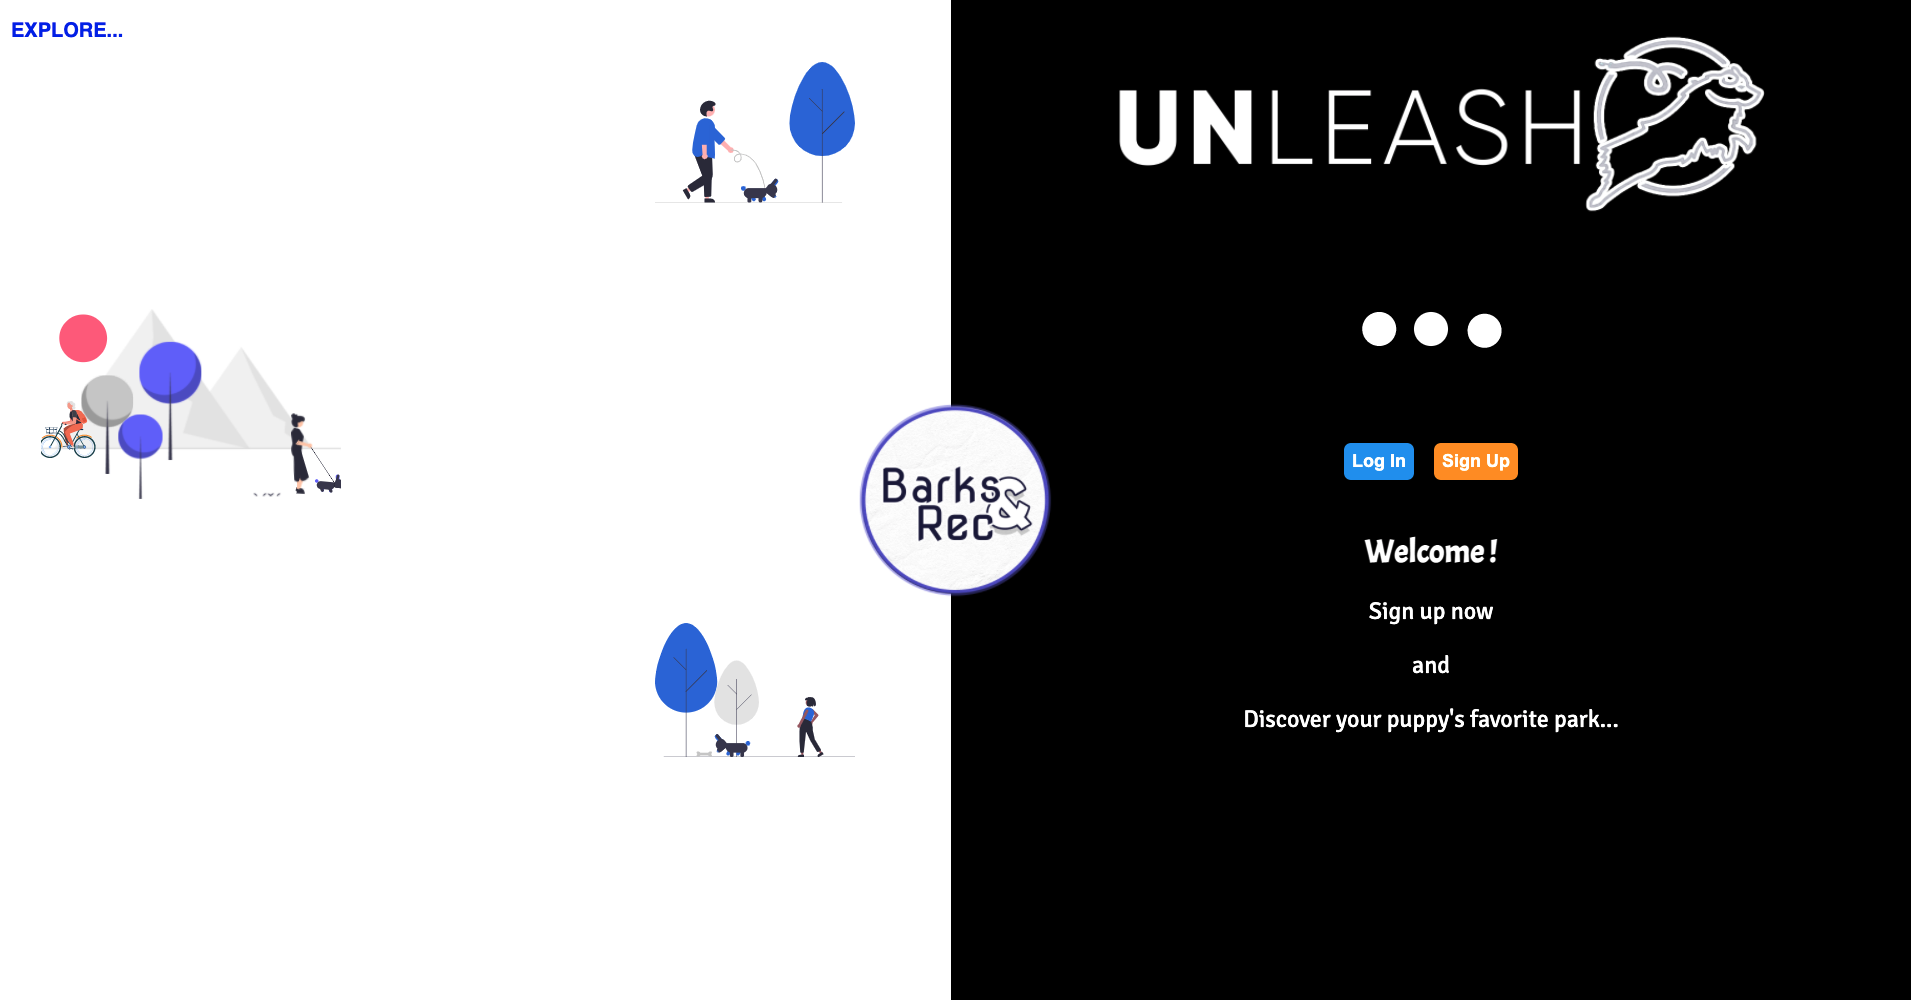 EXPLORE...
UNLEASH
Barks &
Rec
Log In
Sign Up
Welcome !
Sign up now
and
Discover your puppy's favorite park...